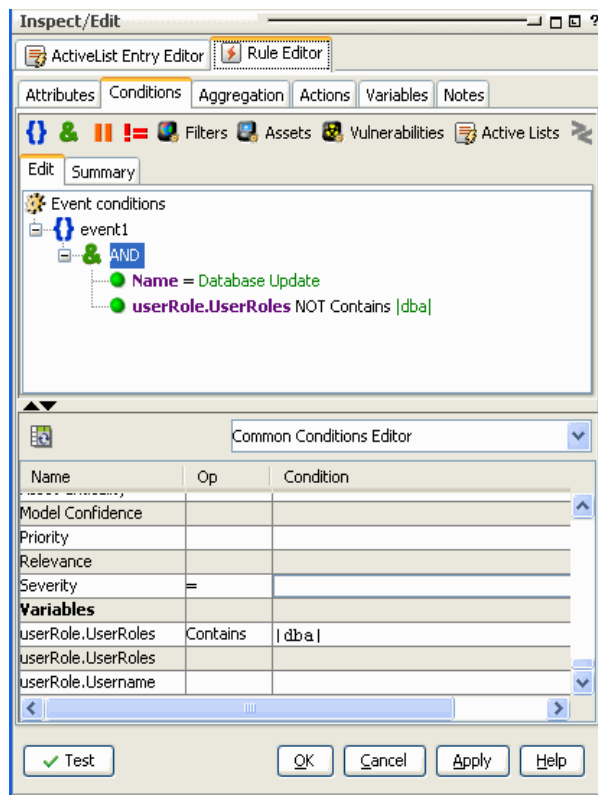 Inspect/Edit ?
ActiveList Entry Editor Rule Editor
Attributes Conditions Aggregation Actions Variables Notes
{} & != Filters Assets Vulnerabilities Active Lists
Edit Summary
Event conditions
{} event1
& AND
Name = Database Update
userRole.UserRoles NOT Contains |dba|
Common Conditions Editor
Name Op Condition
Model Confidence
Priority
Relevance
Severity =
Variables
userRole.UserRoles Contains |dba|
userRole.UserRoles
userRole.Username
Test OK Cancel Apply Help